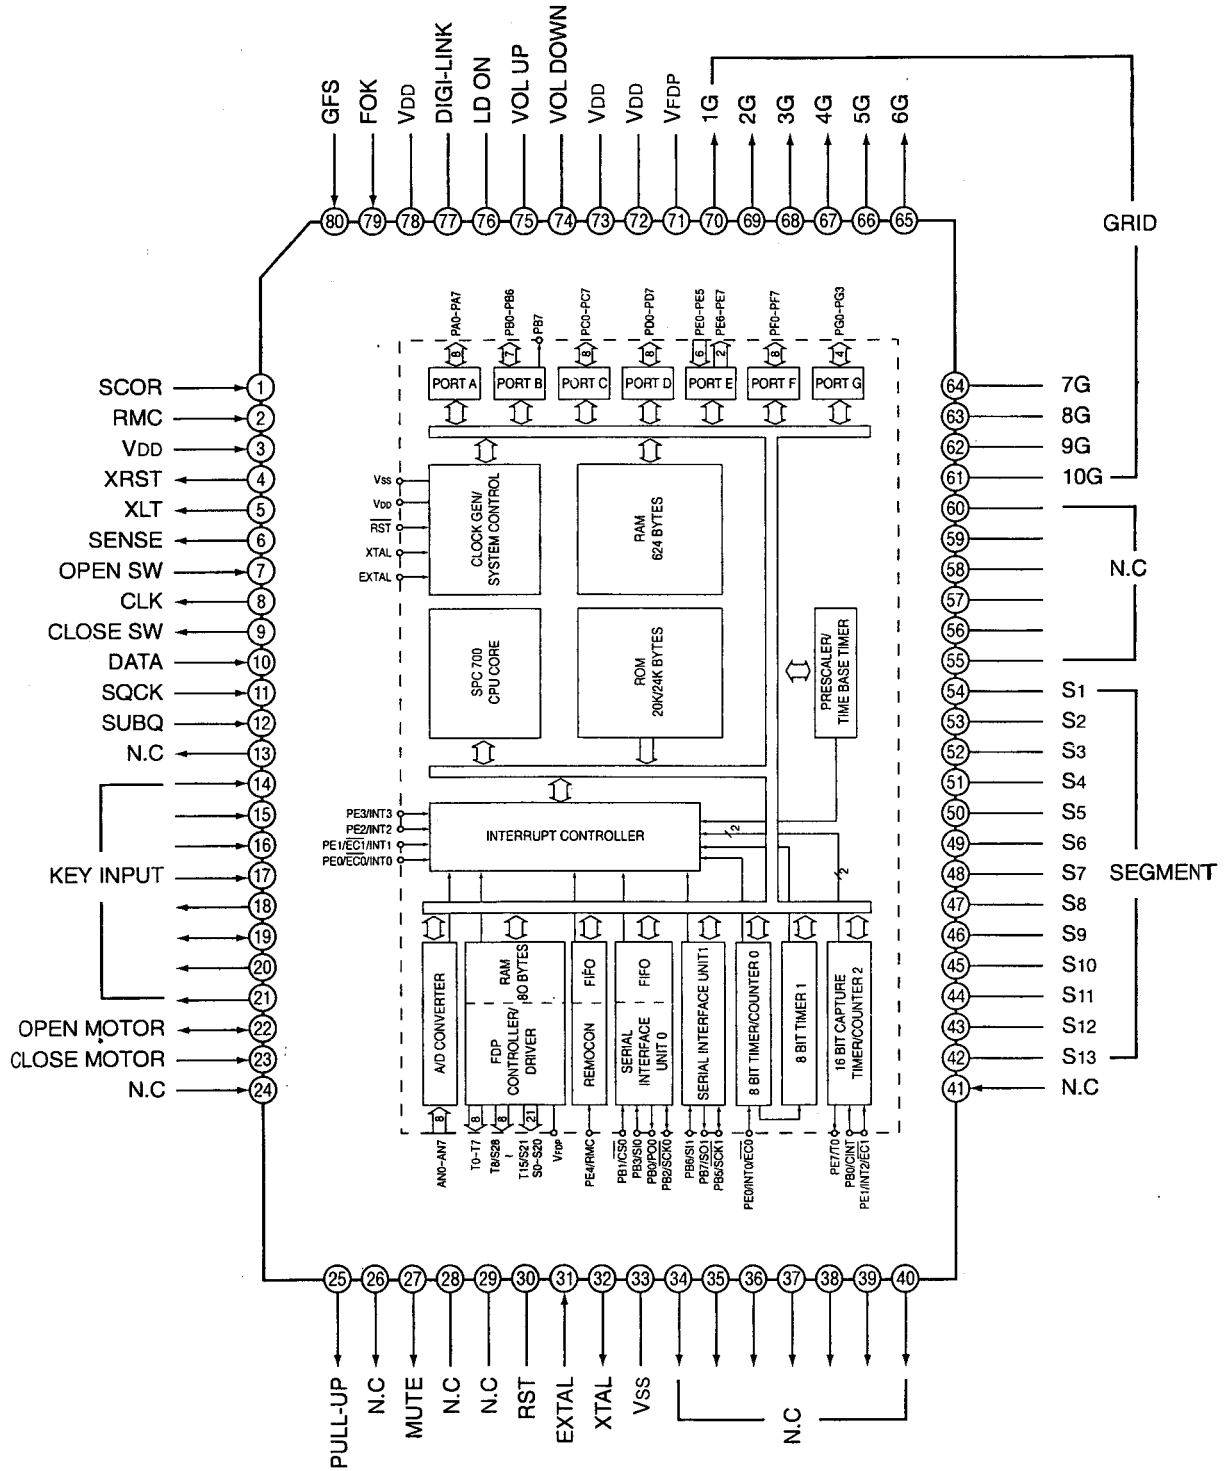 GFS
FOK
VDD
DIGI-LINK
LD ON
VOL UP
VOL DOWN
VDD
VDD
VFDP
1G
2G
3G
4G
5G
6G
80
79
78
77
76
75
74
73
72
71
70
69
68
67
66
65
GRID
SCOR 1
RMC 2
VDD 3
XRST 4
XLT 5
SENSE 6
OPEN SW 7
CLK 8
CLOSE SW 9
DATA 10
SQCK 11
SUBQ 12
N.C 13
14
15
16
KEY INPUT 17
18
19
20
21
OPEN MOTOR 22
CLOSE MOTOR 23
N.C 24
PA0-PA7
PB0-PB6
PB7
PC0-PC7
PD0-PD7
PE0-PE5
PE6-PE7
PF0-PF7
PG0-PG3
8
7
8
8
6
2
8
4
PORT A
PORT B
PORT C
PORT D
PORT E
PORT F
PORT G
Vss
VDD
RST
XTAL
EXTAL
CLOCK GEN/
SYSTEM CONTROL
RAM
624 BYTES
SPC 700
CPU CORE
ROM
20K/24K BYTES
PRESCALER/
TIME BASE TIMER
PE3/INT3
PE2/INT2
PE1/EC1/INT1
PE0/EC0/INT0
INTERRUPT CONTROLLER
2
2
A/D CONVERTER
RAM
80 BYTES
FDP
CONTROLLER/
DRIVER
FIFO
REMOCON
FIFO
SERIAL
INTERFACE
UNIT 0
SERIAL INTERFACE UNIT1
8 BIT TIMER/COUNTER 0
8 BIT TIMER 1
16 BIT CAPTURE
TIMER/COUNTER 2
8
8
8
21
AN0-AN7
T0-T7
T8/S28
~
T15/S21
S0-S20
VFDP
PE4/RMC
PB1/CS0
PB3/SI0
PB0/PO0
PB2/SCK0
PB6/SI1
PB7/SO1
PB5/SCK1
PE0/INT0/EC0
PE7/T0
PB0/CINT
PE1/INT2/EC1
64 7G
63 8G
62 9G
61 10G
60
59
58 N.C
57
56
55
54 S1
53 S2
52 S3
51 S4
50 S5
49 S6
48 S7 SEGMENT
47 S8
46 S9
45 S10
44 S11
43 S12
42 S13
41 N.C
25
26
27
28
29
30
31
32
33
34
35
36
37
38
39
40
PULL-UP
N.C
MUTE
N.C
N.C
RST
EXTAL
XTAL
VSS
N.C